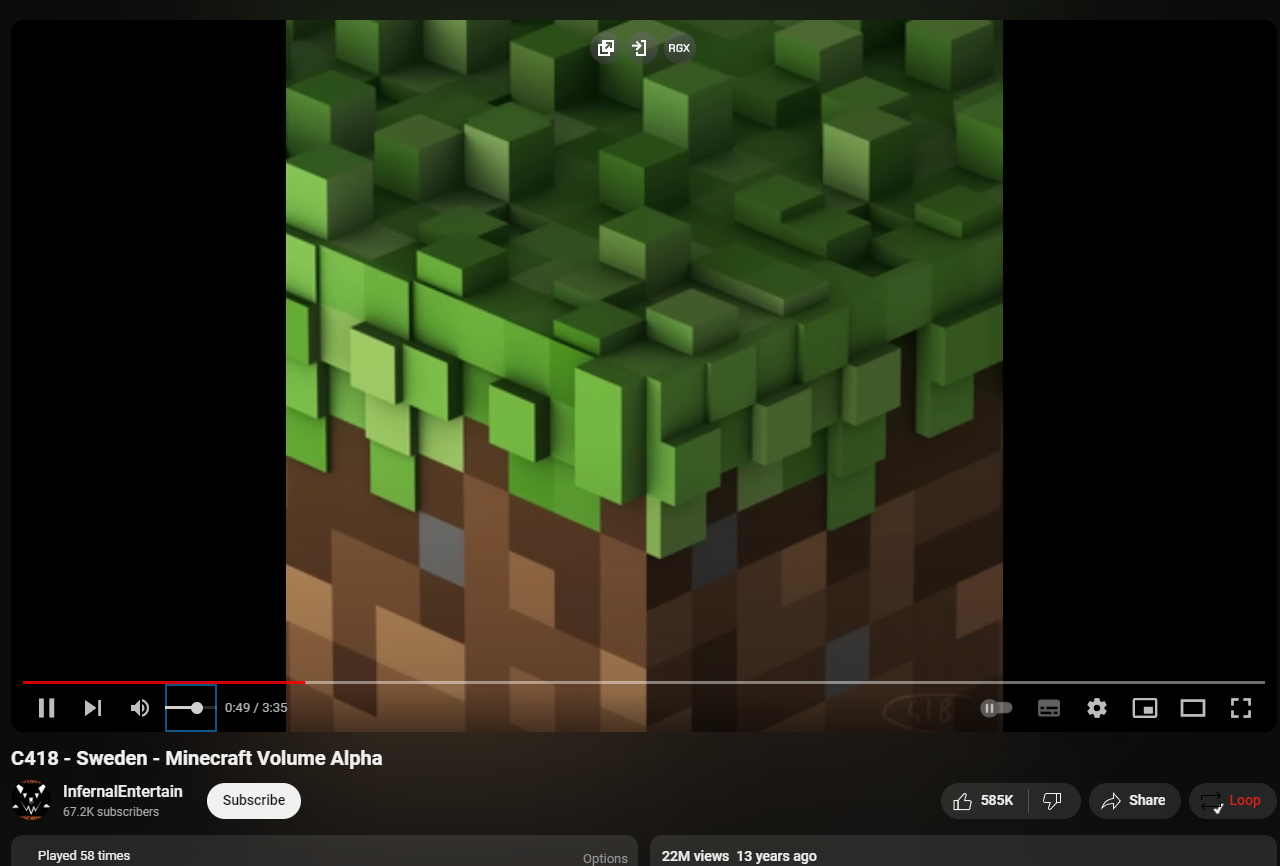 RGX
C418
0:49 / 3:35
C418 - Sweden - Minecraft Volume Alpha
InfernalEntertain
67.2K subscribers
Subscribe
585K
Share
Loop
Played 58 times
Options
22M views 13 years ago